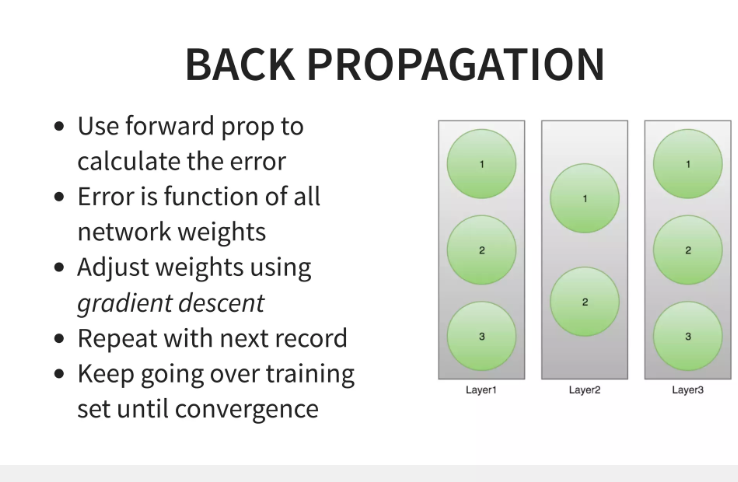 BACK PROPAGATION
• Use forward prop to
calculate the error
• Error is function of all
network weights
• Adjust weights using
gradient descent
• Repeat with next record
• Keep going over training
set until convergence
1
2
3
Layer1
1
2
Layer2
1
2
3
Layer3